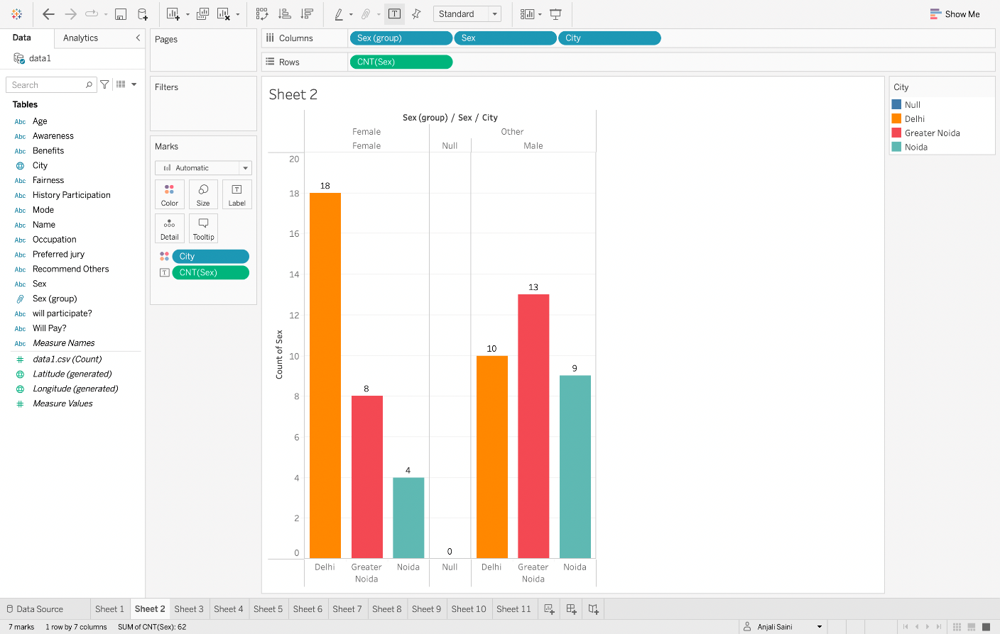 Standard
Show Me
Data
Analytics
Pages
Columns
Sex (group)
Sex
City
data1
Rows
CNT(Sex)
Search
Filters
Tables
Abc Age
Abc Awareness
Abc Benefits
City
Abc Fairness
Abc History Participation
Abc Mode
Abc Name
Abc Occupation
Abc Preferred jury
Abc Recommend Others
Abc Sex
Sex (group)
Abc will participate?
Abc Will Pay?
Abc Measure Names
data1.csv (Count)
Latitude (generated)
Longitude (generated)
Measure Values
Marks
Automatic
Color
Size
T
Label
Detail
Tooltip
City
T CNT(Sex)
Sheet 2
Sex (group) / Sex / City
Female
Other
Female
Null
Male
Count of Sex
20
18
16
14
12
10
8
6
4
2
0
18
8
4
0
10
13
9
Delhi
Greater
Noida
Noida
Null
Delhi
Greater
Noida
Noida
City
Null
Delhi
Greater Noida
Noida
Data Source
Sheet 1
Sheet 2
Sheet 3
Sheet 4
Sheet 5
Sheet 6
Sheet 7
Sheet 8
Sheet 9
Sheet 10
Sheet 11
7 marks
1 row by 7 columns
SUM of CNT(Sex): 62
Anjali Saini